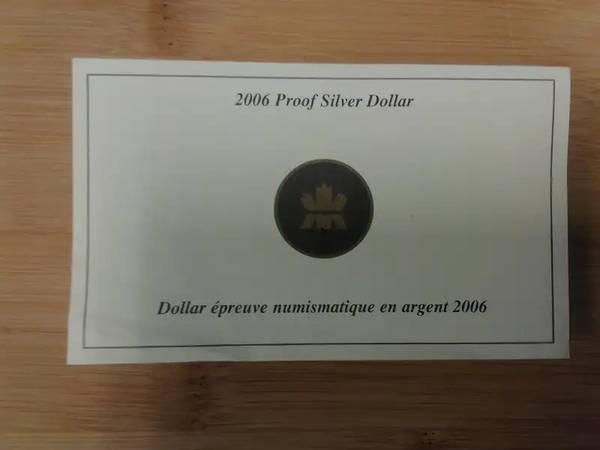 2006 Proof Silver Dollar
Dollar épreuve numismatique en argent 2006